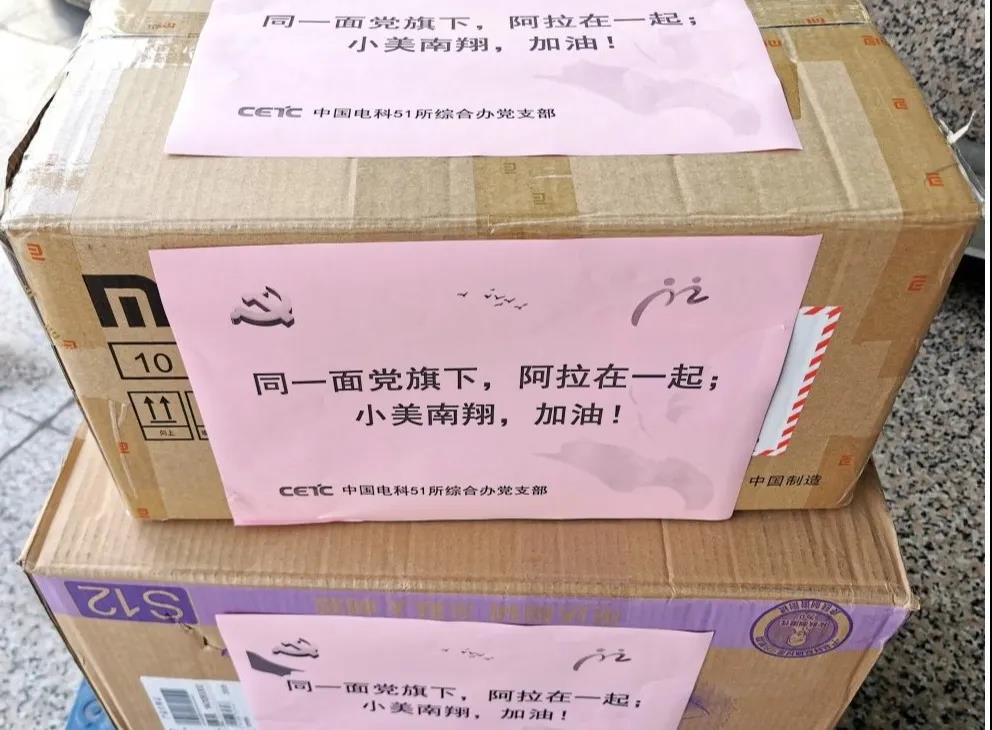 同一面党旗下，阿拉在一起；
小美南翔，加油！
CETC 中国电科51所综合办党支部
同一面党旗下，阿拉在一起；
小美南翔，加油！
CETC 中国电科51所综合办党支部
10
向上
中国制造
S12
同一面党旗下，阿拉在一起；
小美南翔，加油！